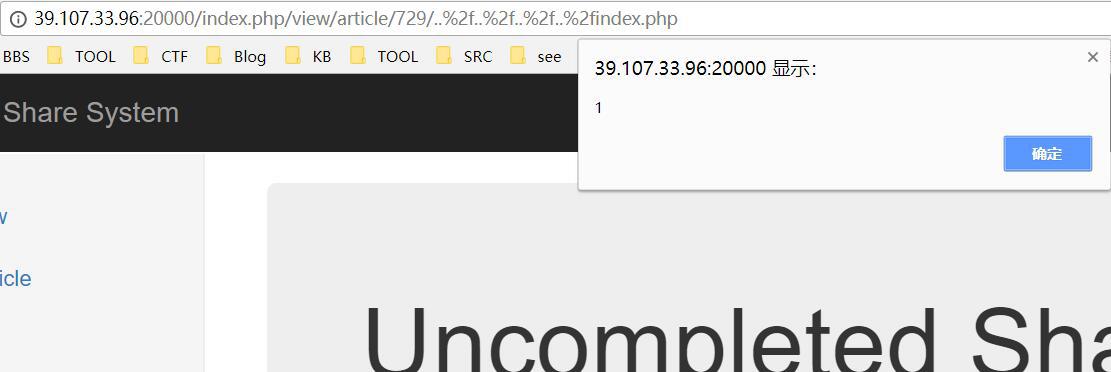 39.107.33.96:20000/index.php/view/article/729/..%2f..%2f..%2f..%2findex.php
BBS TOOL CTF Blog KB TOOL SRC see
39.107.33.96:20000 显示：
1
确定
Share System
w
icle
Uncompleted Sha